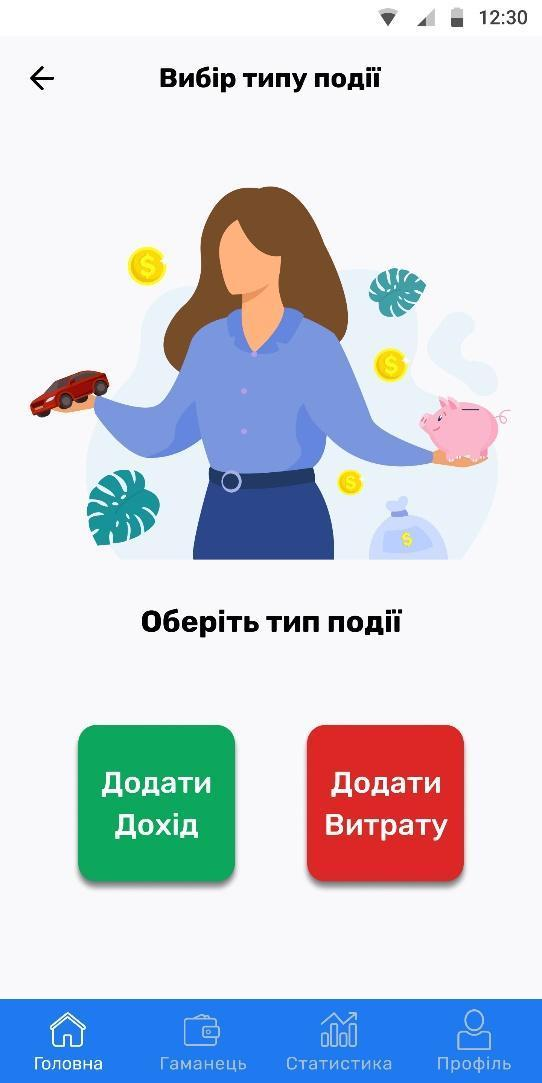 12:30
Вибір типу події
$
$
$
$
Оберіть тип події
Додати
Дохід
Додати
Витрату
Головна
Гаманець
Статистика
Профіль